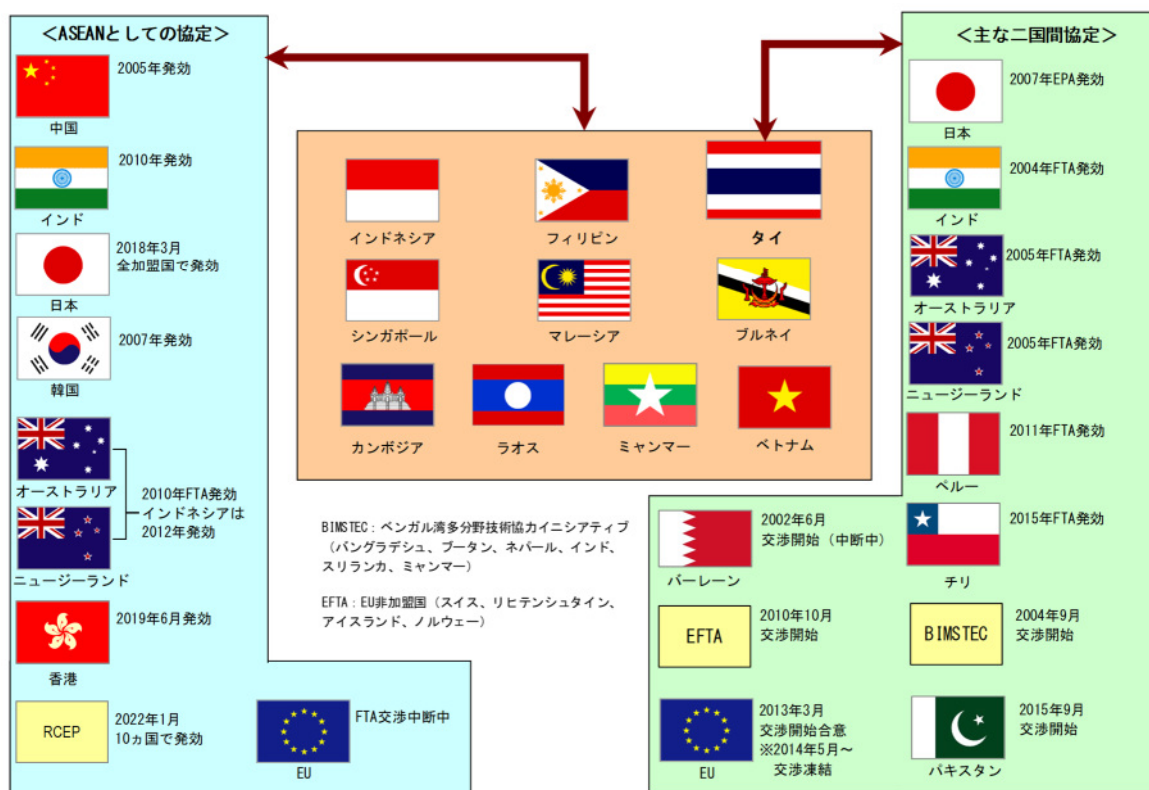 <ASEANとしての協定>
2005年発効
中国
2010年発効
インド
2018年3月
全加盟国で発効
日本
2007年発効
韓国
オーストラリア
2010年FTA発効
インドネシアは
2012年発効
ニュージーランド
2019年6月発効
香港
RCEP
2022年1月
10ヵ国で発効
FTA交渉中断中
EU
インドネシア
フィリピン
タイ
シンガポール
マレーシア
ブルネイ
カンボジア
ラオス
ミャンマー
ベトナム
BIMSTEC：ベンガル湾多分野技術協カイニシアティブ
（バングラデシュ、ブータン、ネパール、インド、
スリランカ、ミャンマー）
EFTA：EU非加盟国（スイス、リヒテンシュタイン、
アイスランド、ノルウェー）
<主な二国間協定>
2007年EPA発効
日本
2004年FTA発効
インド
2005年FTA発効
オーストラリア
2005年FTA発効
ニュージーランド
2011年FTA発効
ペルー
2002年6月
交渉開始（中断中）
バーレーン
2015年FTA発効
チリ
EFTA
2010年10月
交渉開始
BIMSTEC
2004年9月
交渉開始
2013年3月
交渉開始合意
※2014年5月～
交渉凍結
EU
2015年9月
交渉開始
パキスタン